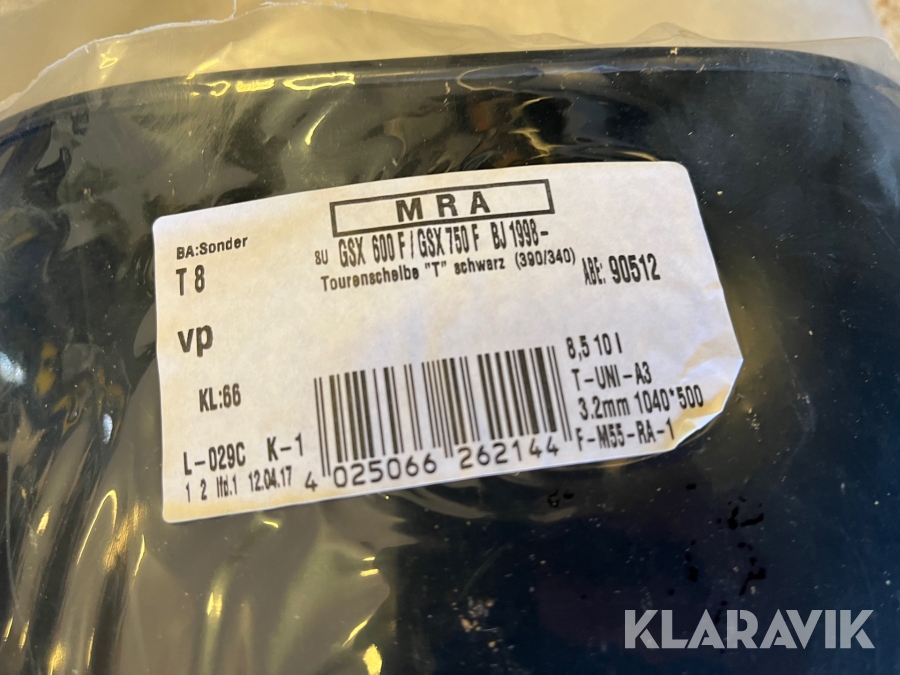 MRA
BA:Sonder
SU GSX 600 F/GSX 750 F BJ 1998-
T 8
Tourenscheibe "T" schwarz (390/340)
ABE: 90512
vp
8,5 10 I
KL:66
T-UNI-A3
3.2mm 1040*500
L-029C K-1
F-M55-RA-1
1 2 lfd.1 12.04.17
4 025066 262144
KLARAVIK